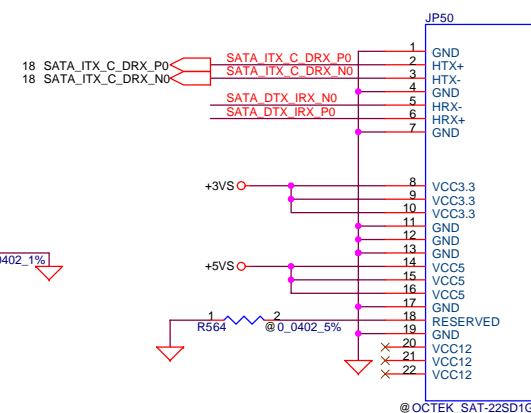 JP50
1 GND
18 SATA_ITX_C_DRX_P0 SATA_ITX_C_DRX_P0 2 HTX+
18 SATA_ITX_C_DRX_N0 SATA_ITX_C_DRX_N0 3 HTX-
4 GND
SATA_DTX_IRX_N0 5 HRX-
SATA_DTX_IRX_P0 6 HRX+
7 GND
+3VS 8 VCC3.3
9 VCC3.3
10 VCC3.3
11 GND
12 GND
0402_1% 13 GND
+5VS 14 VCC5
15 VCC5
16 VCC5
17 GND
1 2 18 RESERVED
R564 @0_0402_5% 19 GND
20 VCC12
21 VCC12
22 VCC12
@OCTEK_SAT-22SD1G